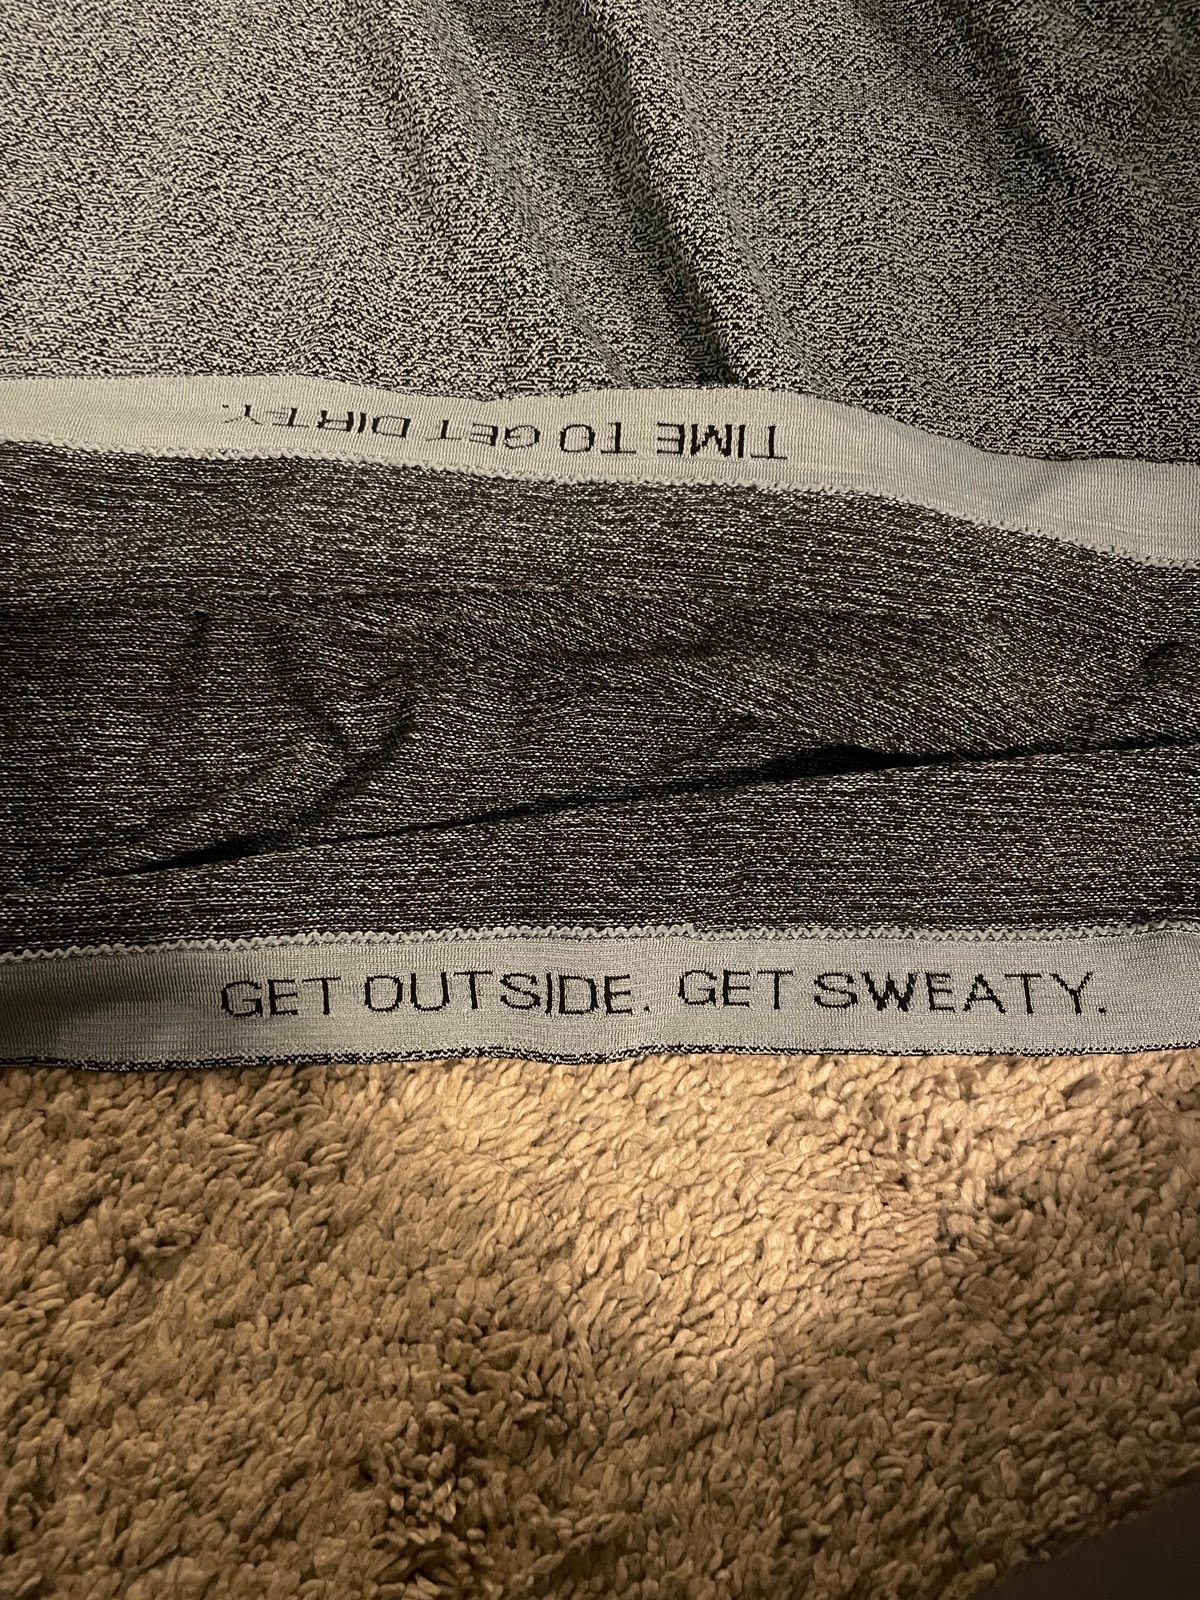 TIME TO GET DIRTY.
GET OUTSIDE. GET SWEATY.